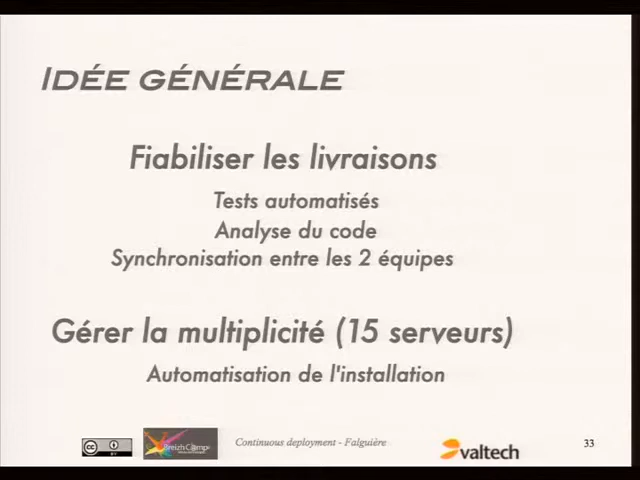 IDÉE GÉNÉRALE
Fiabiliser les livraisons
Tests automatisés
Analyse du code
Synchronisation entre les 2 équipes
Gérer la multiplicité (15 serveurs)
Automatisation de l'installation
Continuous deployment - Falguière
valtech
33